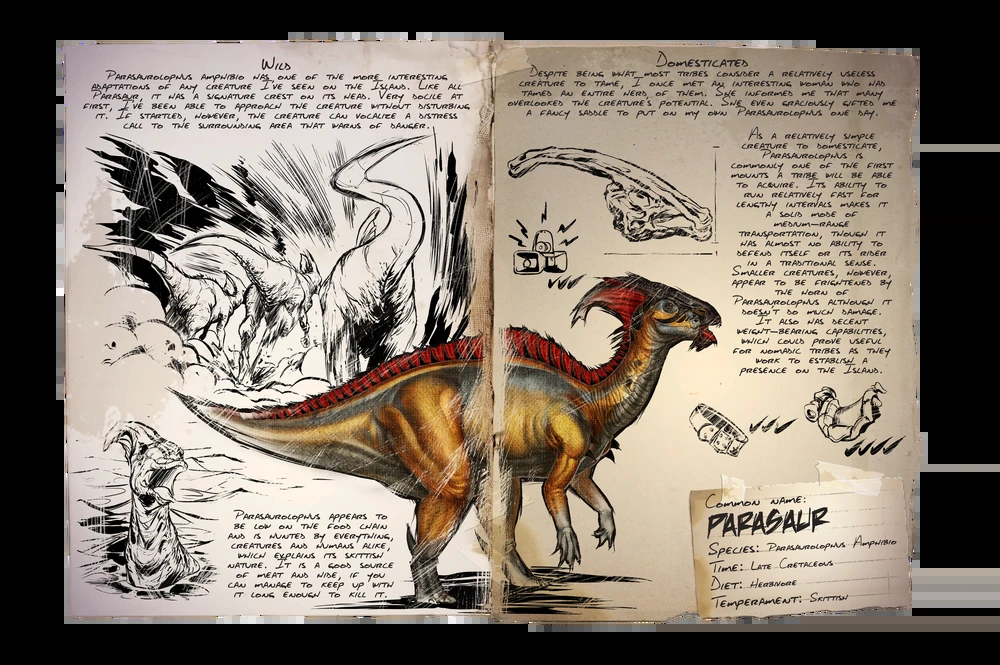 Wild
Parasaurolophus amphibio has one of the more interesting
adaptations of any creature I've seen on the Island. Like all
Parasaur, it has a signature crest on its head. Very docile at
first, I've been able to approach the creature without disturbing
it. If startled, however, the creature can vocalize a distress
call to the surrounding area that warns of danger.
Parasaurolophus appears to
be low on the food chain
and is hunted by everything,
creatures and humans alike,
which explains its skittish
nature. It is a good source
of meat and hide, if you
can manage to keep up with
it long enough to kill it.
Domesticated
Despite being what most tribes consider a relatively useless
creature to tame, I once met an interesting woman who had
tamed an entire herd of them. She informed me that many
overlooked the creature's potential. She even graciously gifted me
a fancy saddle to put on my own Parasaurolophus one day.
As a relatively simple
creature to domesticate,
Parasaurolophus is
commonly one of the first
mounts a tribe will be able
to acquire. Its ability to
run relatively fast for
lengthy intervals makes it
a solid mode of
medium-range
transportation, though it
has almost no ability to
defend itself or its rider
in a traditional sense.
Smaller creatures, however,
appear to be frightened by
the horn of
Parasaurolophus although it
doesn't do much damage.
It also has decent
weight-bearing capabilities,
which could prove useful
for nomadic tribes as they
work to establish a
presence on the Island.
Common name:
Parasaur
Species: Parasaurolophus Amphibio
Time: Late Cretaceous
Diet: Herbivore
Temperament: Skittish